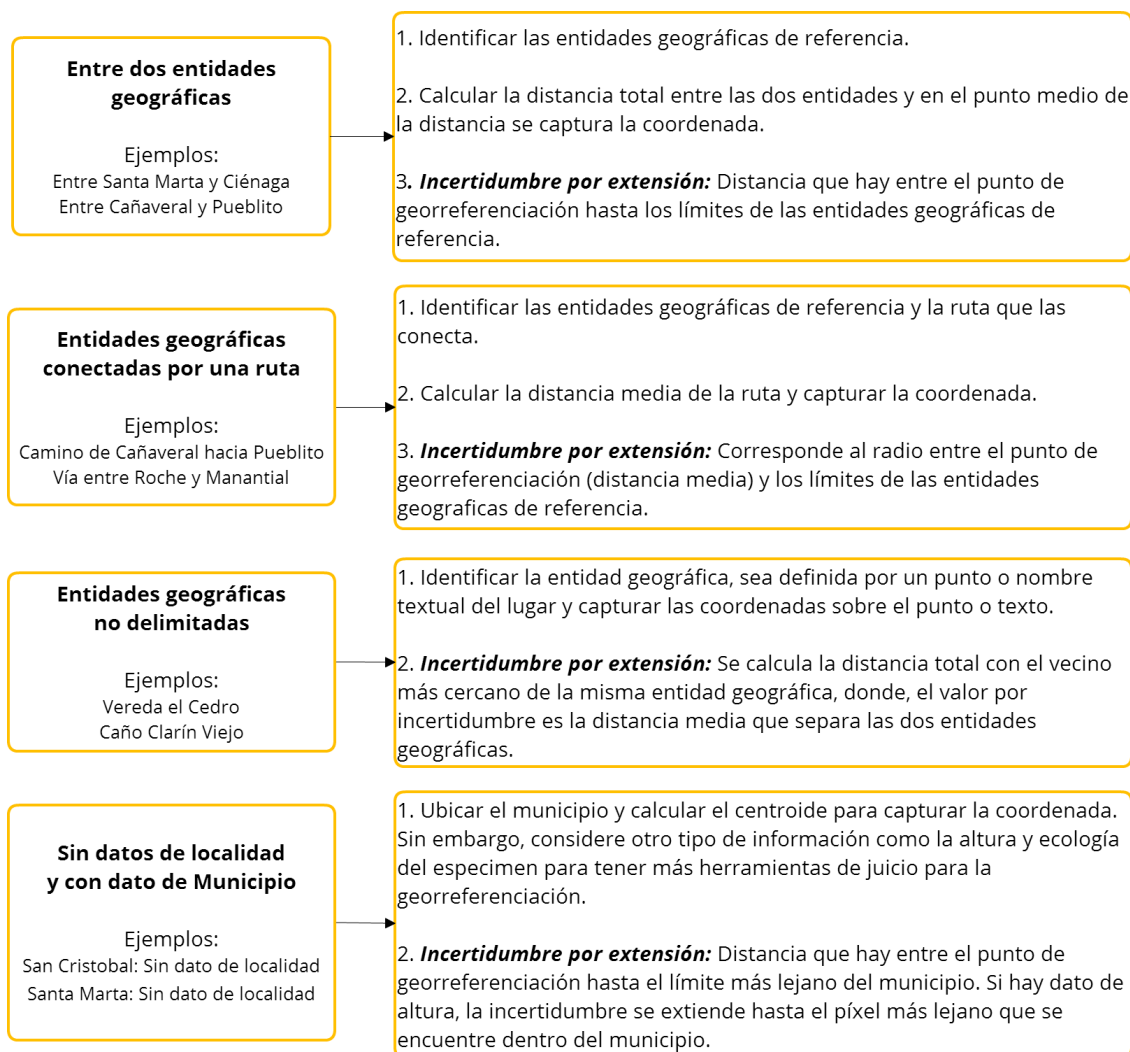 Entre dos entidades
geográficas
Ejemplos:
Entre Santa Marta y Ciénaga
Entre Cañaveral y Pueblito
1. Identificar las entidades geográficas de referencia.
2. Calcular la distancia total entre las dos entidades y en el punto medio de
la distancia se captura la coordenada.
3. Incertidumbre por extensión: Distancia que hay entre el punto de
georreferenciación hasta los límites de las entidades geográficas de
referencia.
Entidades geográficas
conectadas por una ruta
Ejemplos:
Camino de Cañaveral hacia Pueblito
Vía entre Roche y Manantial
1. Identificar las entidades geográficas de referencia y la ruta que las
conecta.
2. Calcular la distancia media de la ruta y capturar la coordenada.
3. Incertidumbre por extensión: Corresponde al radio entre el punto de
georreferenciación (distancia media) y los límites de las entidades
geograficas de referencia.
Entidades geográficas
no delimitadas
Ejemplos:
Vereda el Cedro
Caño Clarín Viejo
1. Identificar la entidad geográfica, sea definida por un punto o nombre
textual del lugar y capturar las coordenadas sobre el punto o texto.
2. Incertidumbre por extensión: Se calcula la distancia total con el vecino
más cercano de la misma entidad geográfica, donde, el valor por
incertidumbre es la distancia media que separa las dos entidades
geográficas.
Sin datos de localidad
y con dato de Municipio
Ejemplos:
San Cristobal: Sin dato de localidad
Santa Marta: Sin dato de localidad
1. Ubicar el municipio y calcular el centroide para capturar la coordenada.
Sin embargo, considere otro tipo de información como la altura y ecología
del especimen para tener más herramientas de juicio para la
georreferenciación.
2. Incertidumbre por extensión: Distancia que hay entre el punto de
georreferenciación hasta el límite más lejano del municipio. Si hay dato de
altura, la incertidumbre se extiende hasta el píxel más lejano que se
encuentre dentro del municipio.